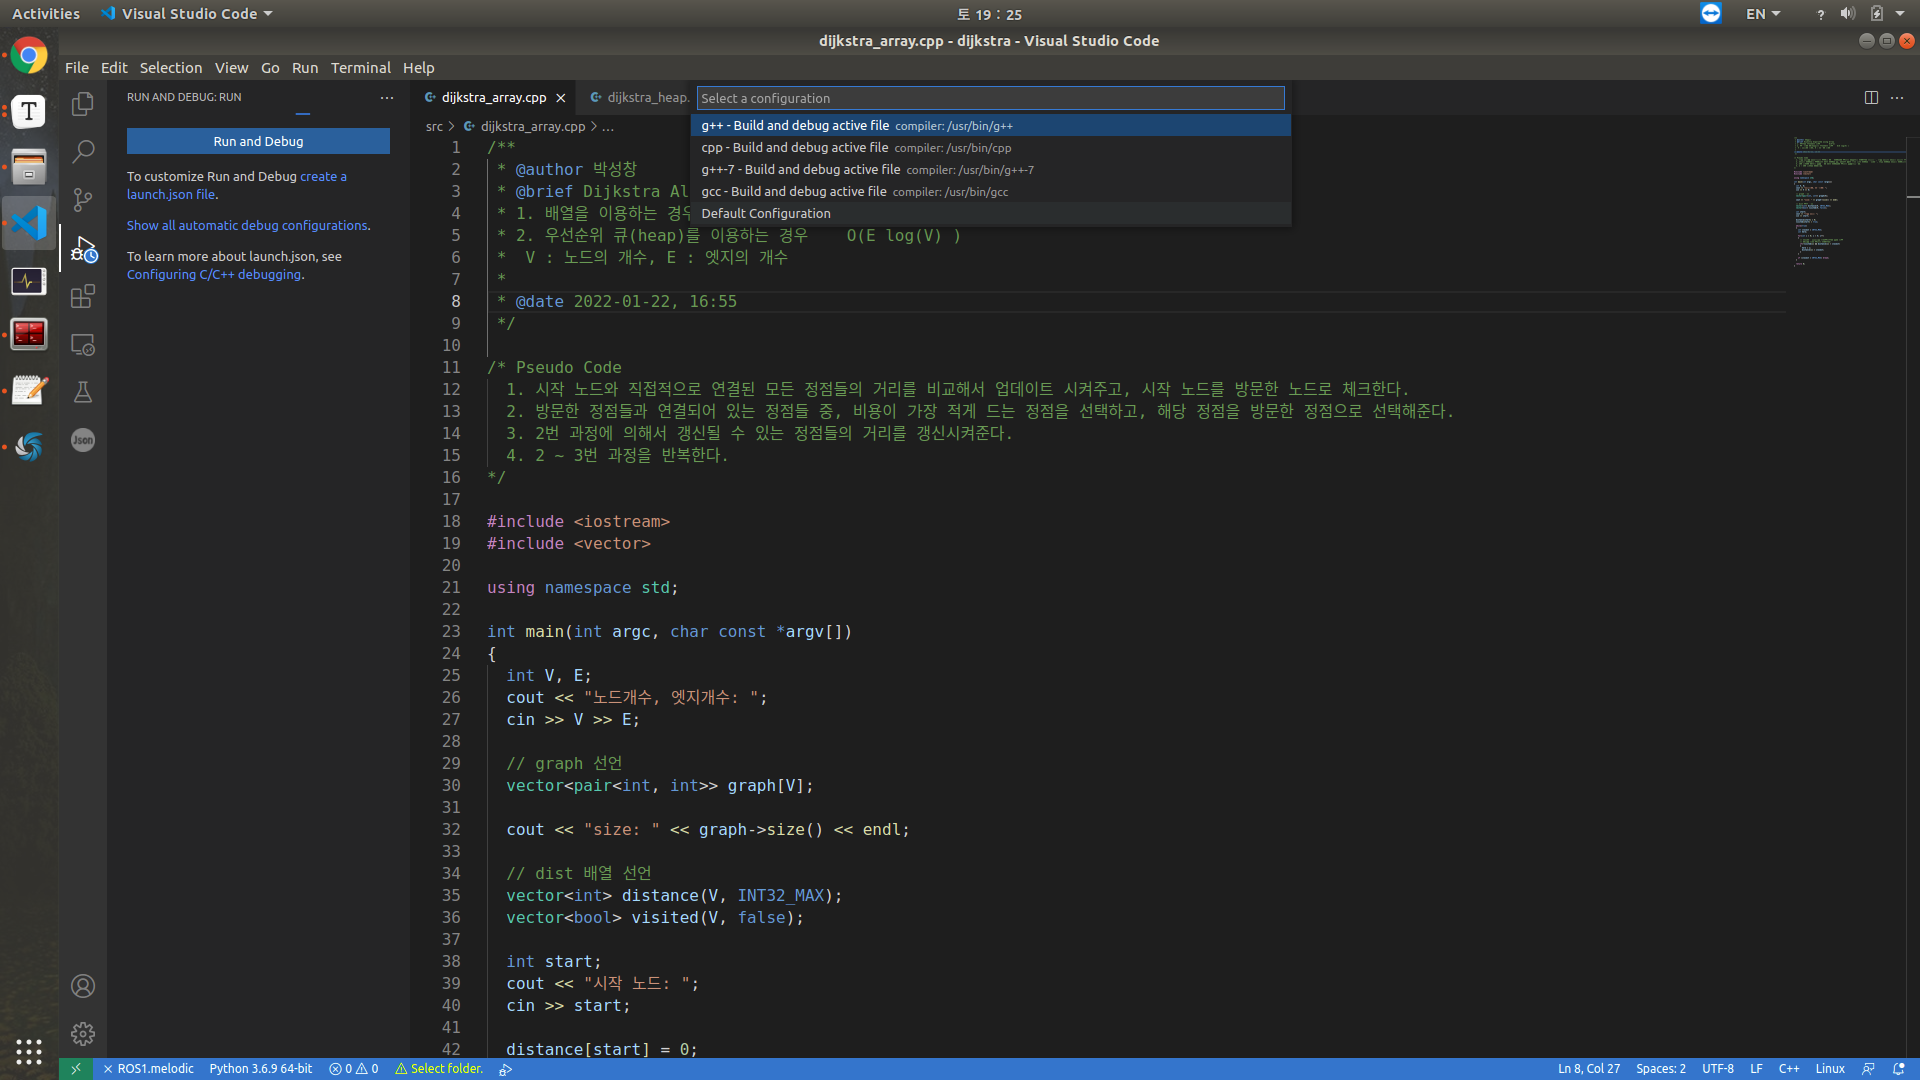 Activities
Visual Studio Code
토 19 : 25
EN
dijkstra_array.cpp - dijkstra - Visual Studio Code
File Edit Selection View Go Run Terminal Help
RUN AND DEBUG: RUN
Run and Debug
To customize Run and Debug create a
launch.json file.
Show all automatic debug configurations.
To learn more about launch.json, see
Configuring C/C++ debugging.
dijkstra_array.cpp
dijkstra_heap.
src > dijkstra_array.cpp > ...
Select a configuration
g++ - Build and debug active file compiler: /usr/bin/g++
cpp - Build and debug active file compiler: /usr/bin/cpp
g++-7 - Build and debug active file compiler: /usr/bin/g++-7
gcc - Build and debug active file compiler: /usr/bin/gcc
Default Configuration
1 /**
2 * @author 박성창
3 * @brief Dijkstra Al
4 * 1. 배열을 이용하는 경우
5 * 2. 우선순위 큐(heap)를 이용하는 경우 O(E log(V) )
6 * V : 노드의 개수, E : 엣지의 개수
7 *
8 * @date 2022-01-22, 16:55
9 */
10
11 /* Pseudo Code
12 1. 시작 노드와 직접적으로 연결된 모든 정점들의 거리를 비교해서 업데이트 시켜주고, 시작 노드를 방문한 노드로 체크한다.
13 2. 방문한 정점들과 연결되어 있는 정점들 중, 비용이 가장 적게 드는 정점을 선택하고, 해당 정점을 방문한 정점으로 선택해준다.
14 3. 2번 과정에 의해서 갱신될 수 있는 정점들의 거리를 갱신시켜준다.
15 4. 2 ~ 3번 과정을 반복한다.
16 */
17
18 #include <iostream>
19 #include <vector>
20
21 using namespace std;
22
23 int main(int argc, char const *argv[])
24 {
25 int V, E;
26 cout << "노드개수, 엣지개수: ";
27 cin >> V >> E;
28
29 // graph 선언
30 vector<pair<int, int>> graph[V];
31
32 cout << "size: " << graph->size() << endl;
33
34 // dist 배열 선언
35 vector<int> distance(V, INT32_MAX);
36 vector<bool> visited(V, false);
37
38 int start;
39 cout << "시작 노드: ";
40 cin >> start;
41
42 distance[start] = 0;
Json
ROS1.melodic Python 3.6.9 64-bit 0 0 Select folder.
Ln 8, Col 27 Spaces: 2 UTF-8 LF C++ Linux